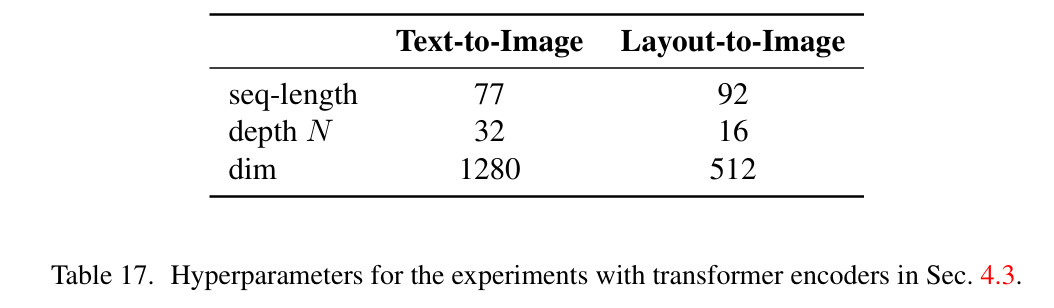 Text-to-Image Layout-to-Image
seq-length 77 92
depth N 32 16
dim 1280 512
Table 17. Hyperparameters for the experiments with transformer encoders in Sec. 4.3.